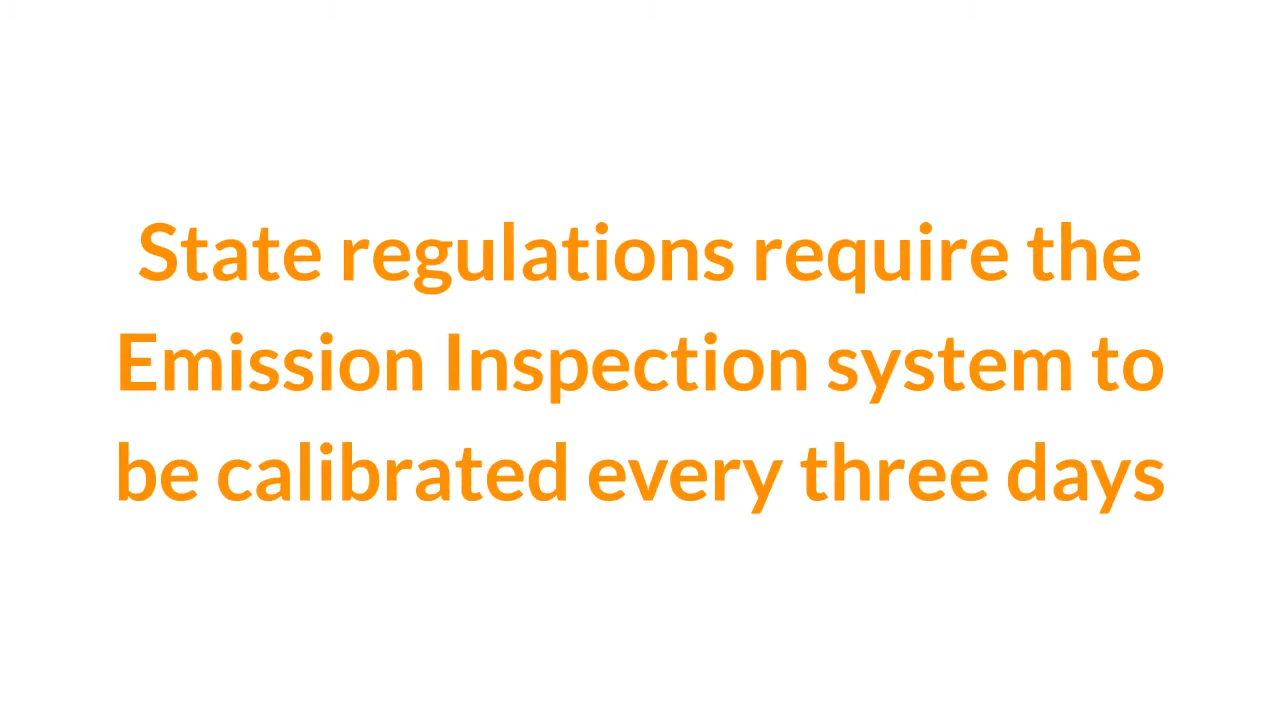 State regulations require the
Emission Inspection system to
be calibrated every three days